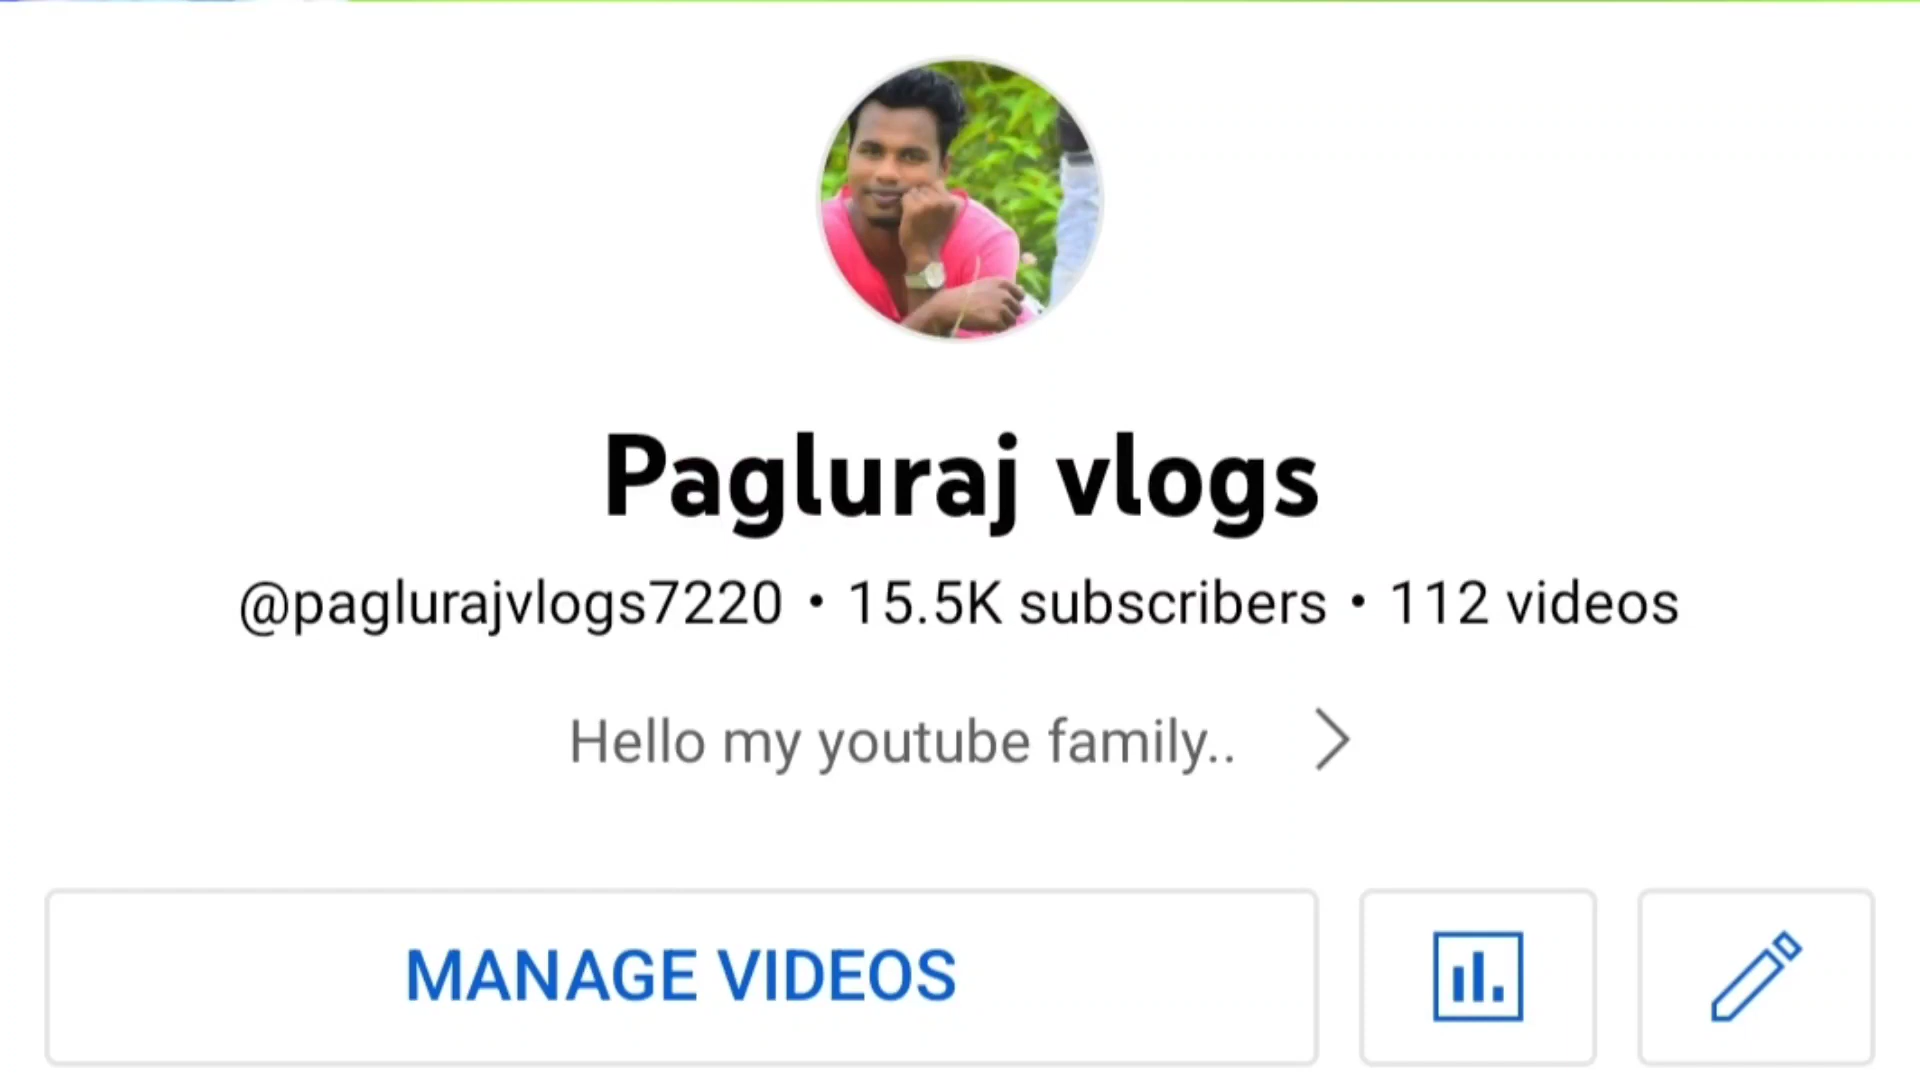 Pagluraj vlogs
@paglurajvlogs7220 • 15.5K subscribers • 112 videos
Hello my youtube family..
MANAGE VIDEOS